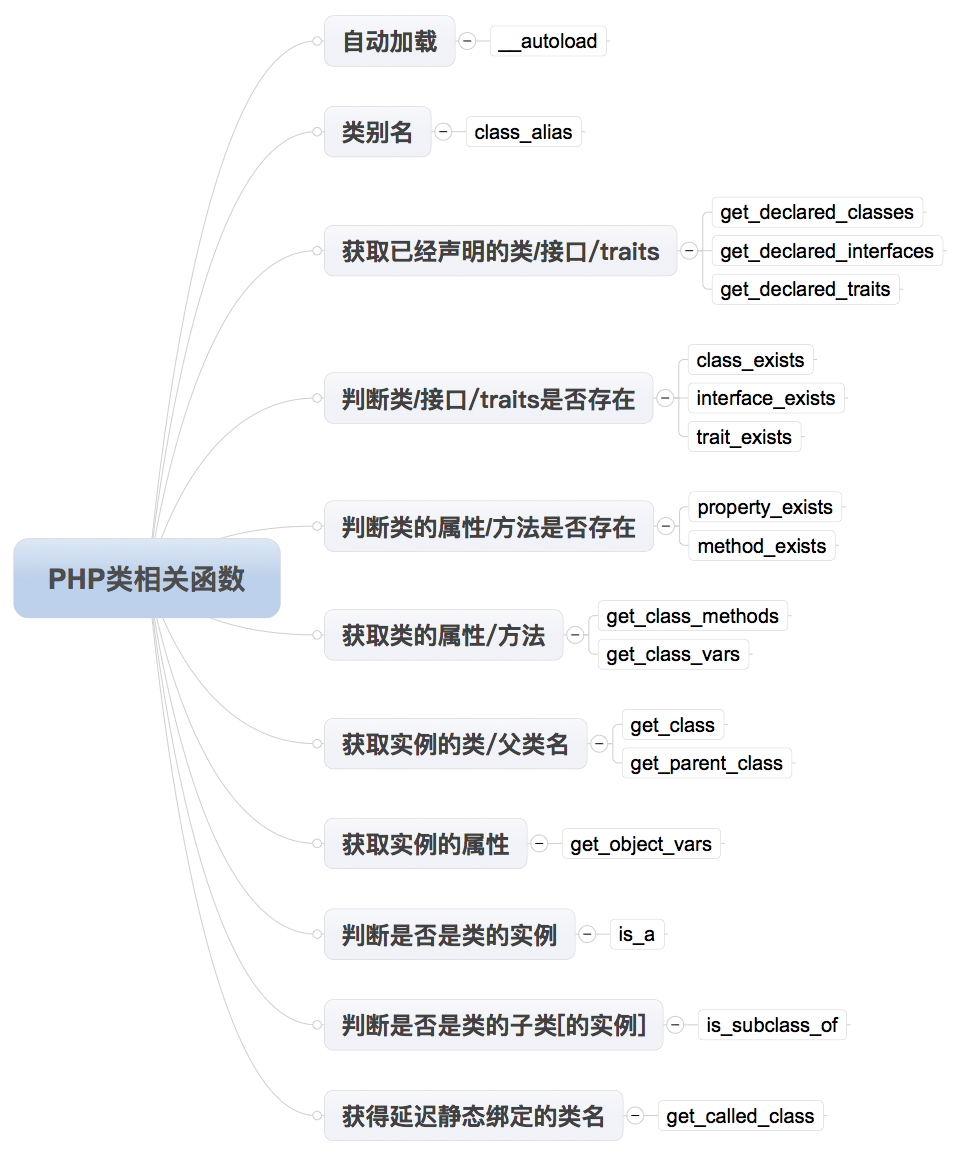 自动加载
__autoload
类别名
class_alias
获取已经声明的类/接口/traits
get_declared_classes
get_declared_interfaces
get_declared_traits
判断类/接口/traits是否存在
class_exists
interface_exists
trait_exists
判断类的属性/方法是否存在
property_exists
method_exists
PHP类相关函数
获取类的属性/方法
get_class_methods
get_class_vars
获取实例的类/父类名
get_class
get_parent_class
获取实例的属性
get_object_vars
判断是否是类的实例
is_a
判断是否是类的子类[的实例]
is_subclass_of
获得延迟静态绑定的类名
get_called_class